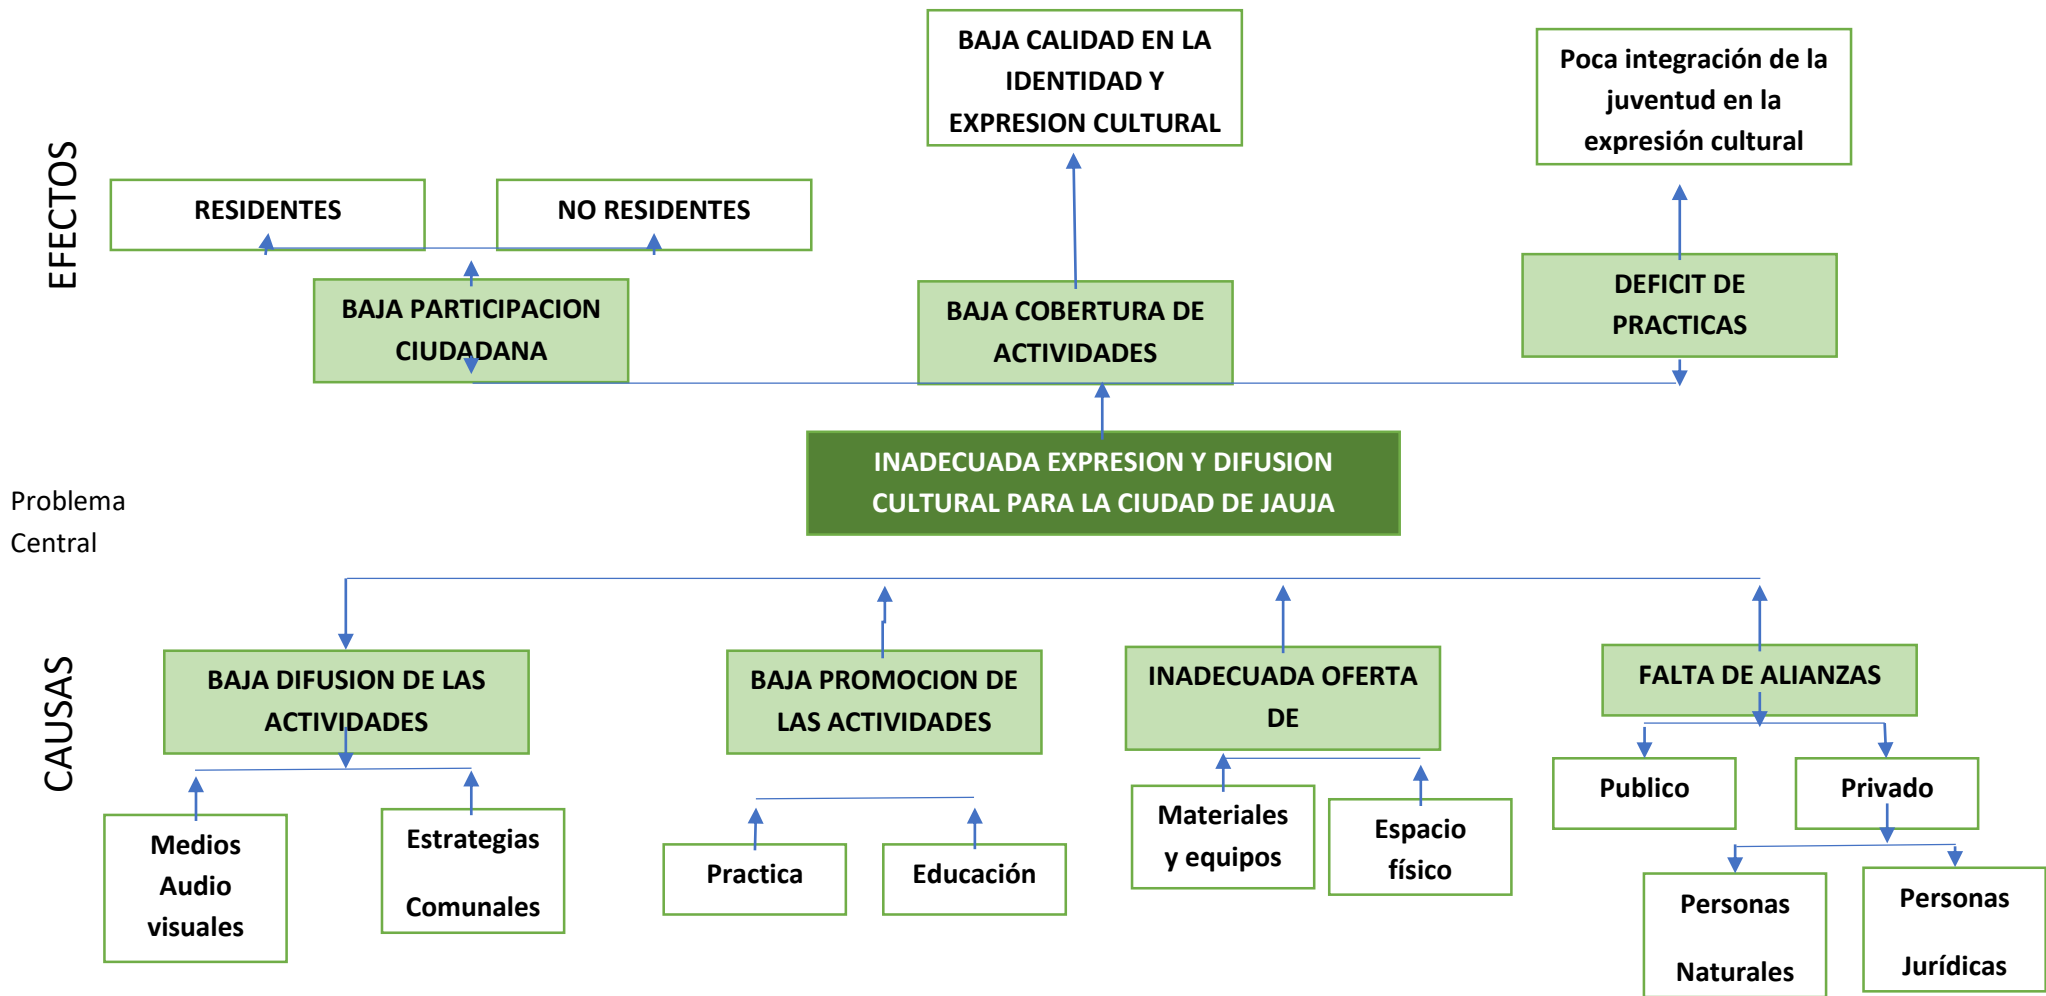 EFECTOS
BAJA CALIDAD EN LA
IDENTIDAD Y
EXPRESION CULTURAL
Poca integración de la
juventud en la
expresión cultural
RESIDENTES
NO RESIDENTES
BAJA PARTICIPACION
CIUDADANA
BAJA COBERTURA DE
ACTIVIDADES
DEFICIT DE
PRACTICAS
Problema
Central
INADECUADA EXPRESION Y DIFUSION
CULTURAL PARA LA CIUDAD DE JAUJA
CAUSAS
BAJA DIFUSION DE LAS
ACTIVIDADES
BAJA PROMOCION DE
LAS ACTIVIDADES
INADECUADA OFERTA
DE
FALTA DE ALIANZAS
Medios
Audio
visuales
Estrategias
Comunales
Practica
Educación
Materiales
y equipos
Espacio
físico
Publico
Privado
Personas
Naturales
Personas
Jurídicas